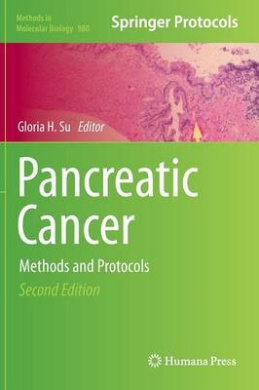 Methods in
Molecular Biology 980
Springer Protocols
Gloria H. Su Editor
Pancreatic
Cancer
Methods and Protocols
Second Edition
Humana Press